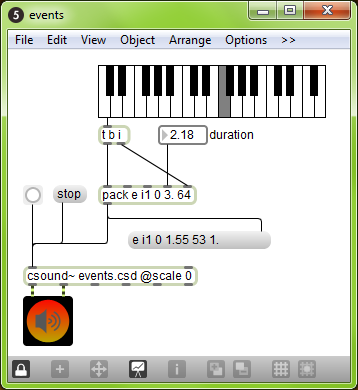 5 events
File Edit View Object Arrange Options >>
t b i
2.18 duration
stop
pack e i1 0 3. 64
e i1 0 1.55 53 1.
csound~ events.csd @scale 0